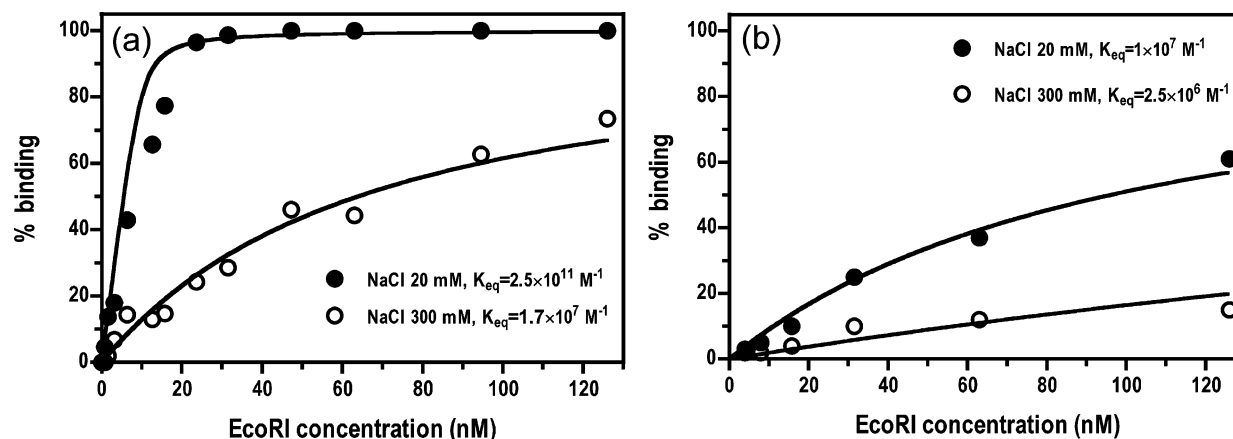 (a)
100
80
60
40
20
0
% binding
NaCl 20 mM, Keq=2.5×10¹¹ M⁻¹
NaCl 300 mM, Keq=1.7×10⁷ M⁻¹
0 20 40 60 80 100 120
EcoRI concentration (nM)
(b)
100
80
60
40
20
0
% binding
NaCl 20 mM, Keq=1×10⁷ M⁻¹
NaCl 300 mM, Keq=2.5×10⁶ M⁻¹
0 20 40 60 80 100 120
EcoRI concentration (nM)